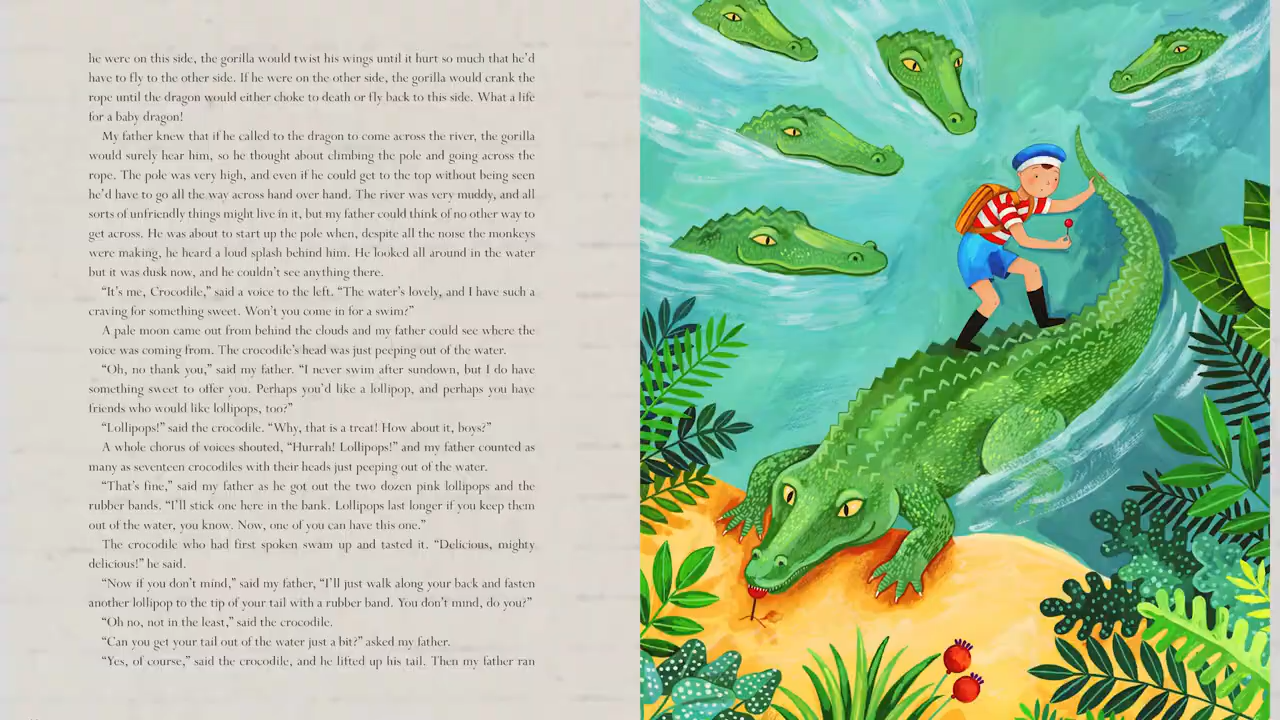 he were on this side, the gorilla would twist his wings until it hurt so much that he'd
have to fly to the other side. If he were on the other side, the gorilla would crank the
rope until the dragon would either choke to death or fly back to this side. What a life
for a baby dragon!
My father knew that if he called to the dragon to come across the river, the gorilla
would surely hear him, so he thought about climbing the pole and going across the
rope. The pole was very high, and even if he could get to the top without being seen
he'd have to go all the way across hand over hand. The river was very muddy, and all
sorts of unfriendly things might live in it, but my father could think of no other way to
get across. He was about to start up the pole when, despite all the noise the monkeys
were making, he heard a loud splash behind him. He looked all around in the water
but it was dusk now, and he couldn't see anything there.
“It's me, Crocodile,” said a voice to the left. “The water's lovely, and I have such a
craving for something sweet. Won't you come in for a swim?”
A pale moon came out from behind the clouds and my father could see where the
voice was coming from. The crocodile's head was just peeping out of the water.
“Oh, no thank you,” said my father. “I never swim after sundown, but I do have
something sweet to offer you. Perhaps you'd like a lollipop, and perhaps you have
friends who would like lollipops, too?”
“Lollipops!” said the crocodile. “Why, that is a treat! How about it, boys?”
A whole chorus of voices shouted, “Hurrah! Lollipops!” and my father counted as
many as seventeen crocodiles with their heads just peeping out of the water.
“That's fine,” said my father as he got out the two dozen pink lollipops and the
rubber bands. “I'll stick one here in the bank. Lollipops last longer if you keep them
out of the water, you know. Now, one of you can have this one.”
The crocodile who had first spoken swam up and tasted it. “Delicious, mighty
delicious!” he said.
“Now if you don't mind,” said my father, “I'll just walk along your back and fasten
another lollipop to the tip of your tail with a rubber band. You don't mind, do you?”
“Oh no, not in the least,” said the crocodile.
“Can you get your tail out of the water just a bit?” asked my father.
“Yes, of course,” said the crocodile, and he lifted up his tail. Then my father ran